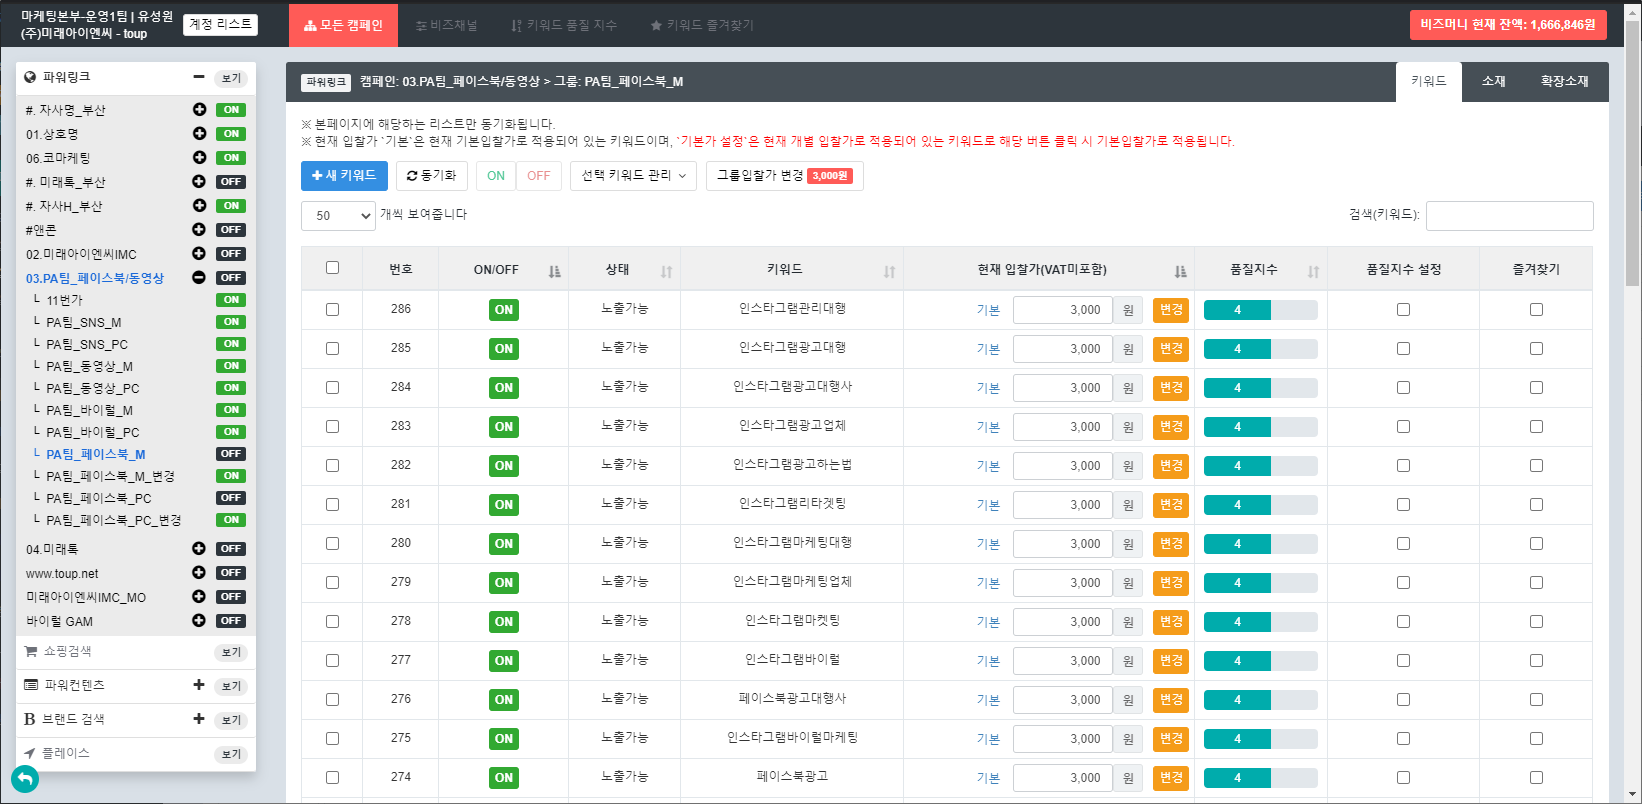 마케팅본부-운영1팀 | 유성원
(주)미래아이엔씨 - toup
계정 리스트
모든 캠페인
비즈채널
키워드 품질 지수
키워드 즐겨찾기
비즈머니 현재 잔액: 1,666,846원
파워링크
보기
#. 자사명_부산 ON
01.상호명 ON
06.코마케팅 ON
#. 미래톡_부산 OFF
#. 자사H_부산 ON
#앤콘 OFF
02.미래아이엔씨IMC OFF
03.PA팀_페이스북/동영상 OFF
└ 11번가 ON
└ PA팀_SNS_M ON
└ PA팀_SNS_PC ON
└ PA팀_동영상_M ON
└ PA팀_동영상_PC ON
└ PA팀_바이럴_M ON
└ PA팀_바이럴_PC ON
└ PA팀_페이스북_M OFF
└ PA팀_페이스북_M_변경 ON
└ PA팀_페이스북_PC OFF
└ PA팀_페이스북_PC_변경 ON
04.미래톡 OFF
www.toup.net OFF
미래아이엔씨IMC_MO OFF
바이럴 GAM OFF
쇼핑검색 보기
파워컨텐츠 보기
B 브랜드 검색 보기
플레이스 보기
파워링크 캠페인: 03.PA팀_페이스북/동영상 > 그룹: PA팀_페이스북_M
키워드 소재 확장소재
※ 본페이지에 해당하는 리스트만 동기화됩니다.
※ 현재 입찰가 `기본`은 현재 기본입찰가로 적용되어 있는 키워드이며, `기본가 설정`은 현재 개별 입찰가로 적용되어 있는 키워드로 해당 버튼 클릭 시 기본입찰가로 적용됩니다.
새 키워드 동기화 ON OFF 선택 키워드 관리 그룹입찰가 변경 3,000원
50 개씩 보여줍니다 검색(키워드):
번호 ON/OFF 상태 키워드 현재 입찰가(VAT미포함) 품질지수 품질지수 설정 즐겨찾기
286 ON 노출가능 인스타그램관리대행 기본 3,000 원 변경 4
285 ON 노출가능 인스타그램광고대행 기본 3,000 원 변경 4
284 ON 노출가능 인스타그램광고대행사 기본 3,000 원 변경 4
283 ON 노출가능 인스타그램광고업체 기본 3,000 원 변경 4
282 ON 노출가능 인스타그램광고하는법 기본 3,000 원 변경 4
281 ON 노출가능 인스타그램리타겟팅 기본 3,000 원 변경 4
280 ON 노출가능 인스타그램마케팅대행 기본 3,000 원 변경 4
279 ON 노출가능 인스타그램마케팅업체 기본 3,000 원 변경 4
278 ON 노출가능 인스타그램마켓팅 기본 3,000 원 변경 4
277 ON 노출가능 인스타그램바이럴 기본 3,000 원 변경 4
276 ON 노출가능 페이스북광고대행사 기본 3,000 원 변경 4
275 ON 노출가능 인스타그램바이럴마케팅 기본 3,000 원 변경 4
274 ON 노출가능 페이스북광고 기본 3,000 원 변경 4